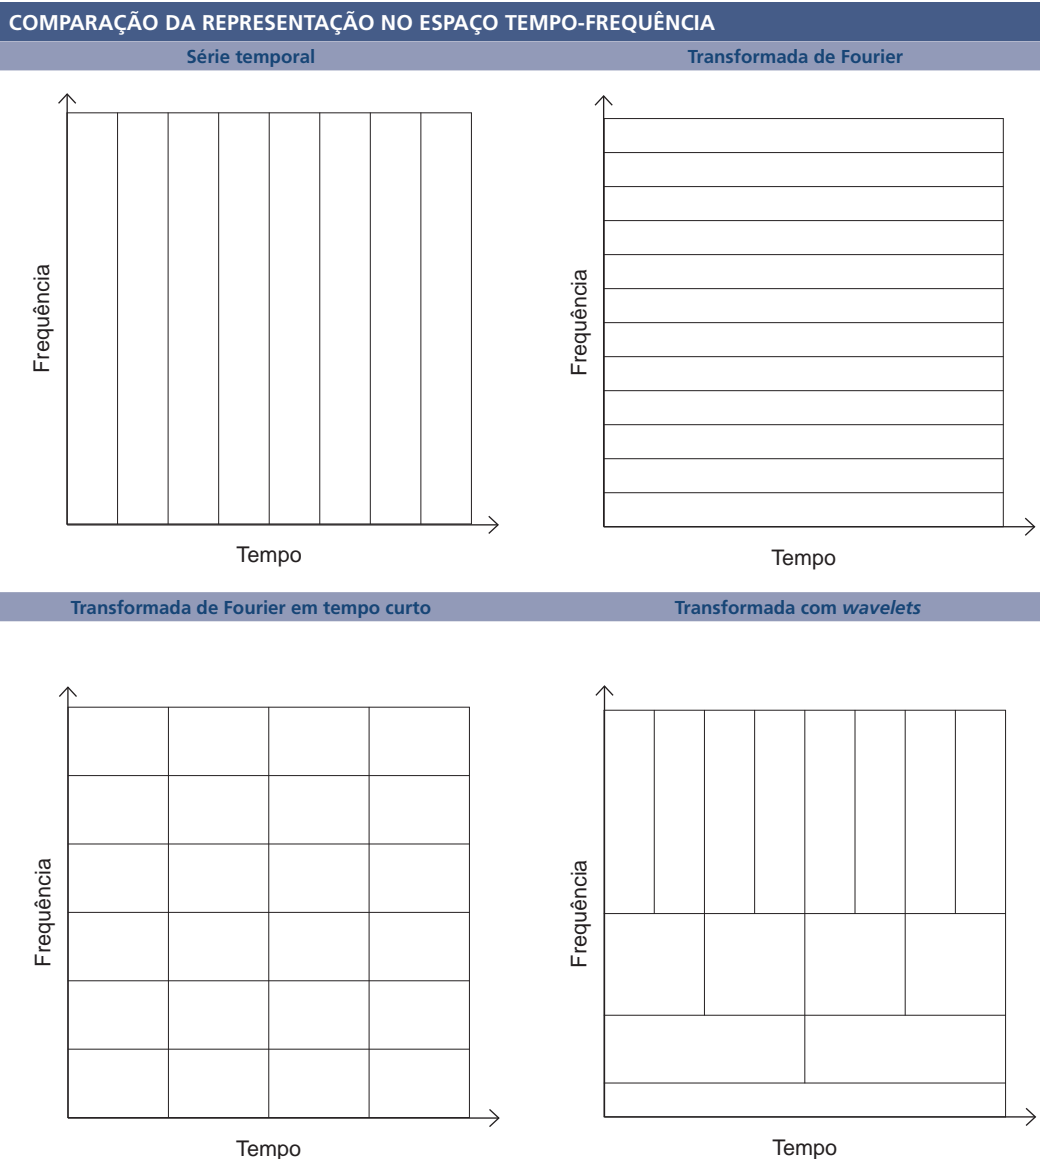 COMPARAÇÃO DA REPRESENTAÇÃO NO ESPAÇO TEMPO-FREQUÊNCIA
Série temporal
Transformada de Fourier
Frequência
Tempo
Frequência
Tempo
Transformada de Fourier em tempo curto
Transformada com wavelets
Frequência
Tempo
Frequência
Tempo